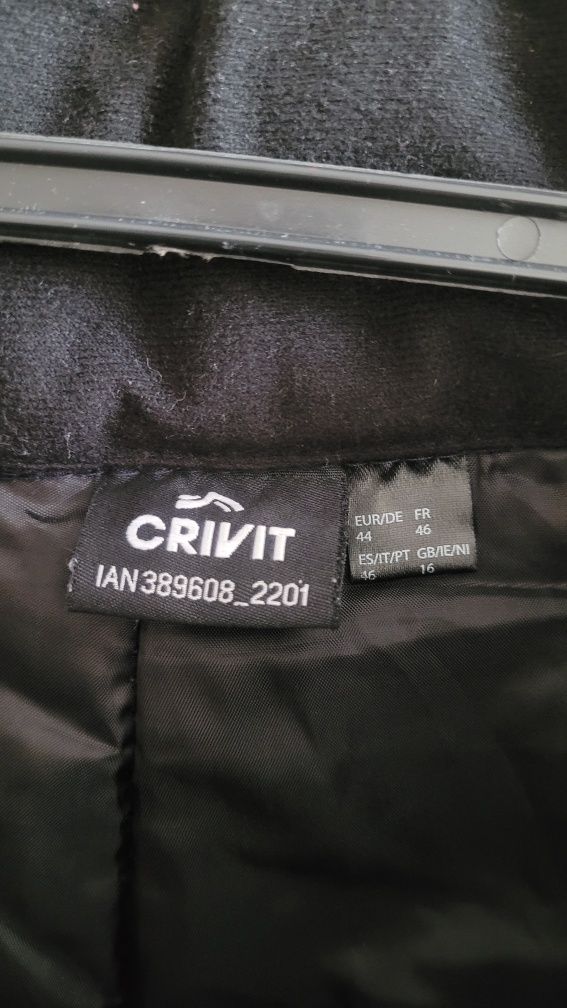 CRIVIT
IAN 389608_2201
EUR/DE FR
44 46
ES/IT/PT GB/IE/NI
46 16